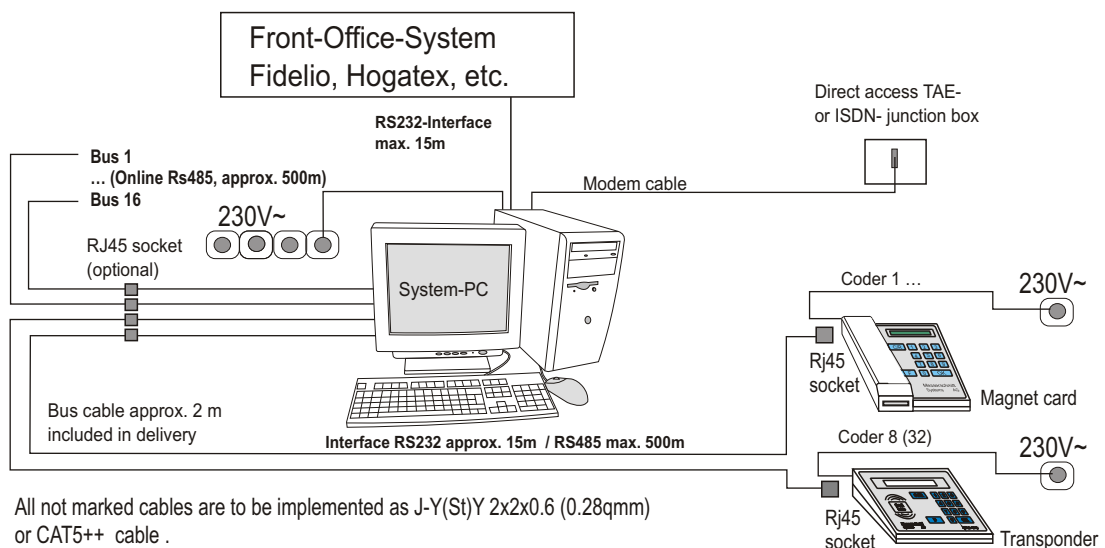 Front-Office-System
Fidelio, Hogatex, etc.
RS232-Interface
max. 15m
Direct access TAE-
or ISDN- junction box
Modem cable
Bus 1
... (Online Rs485, approx. 500m)
Bus 16
230V~
RJ45 socket
(optional)
System-PC
Coder 1 ...
230V~
Rj45
socket
Magnet card
Bus cable approx. 2 m
included in delivery
Interface RS232 approx. 15m / RS485 max. 500m
Coder 8 (32)
230V~
Rj45
socket
Transponder
All not marked cables are to be implemented as J-Y(St)Y 2x2x0.6 (0.28qmm)
or CAT5++ cable .